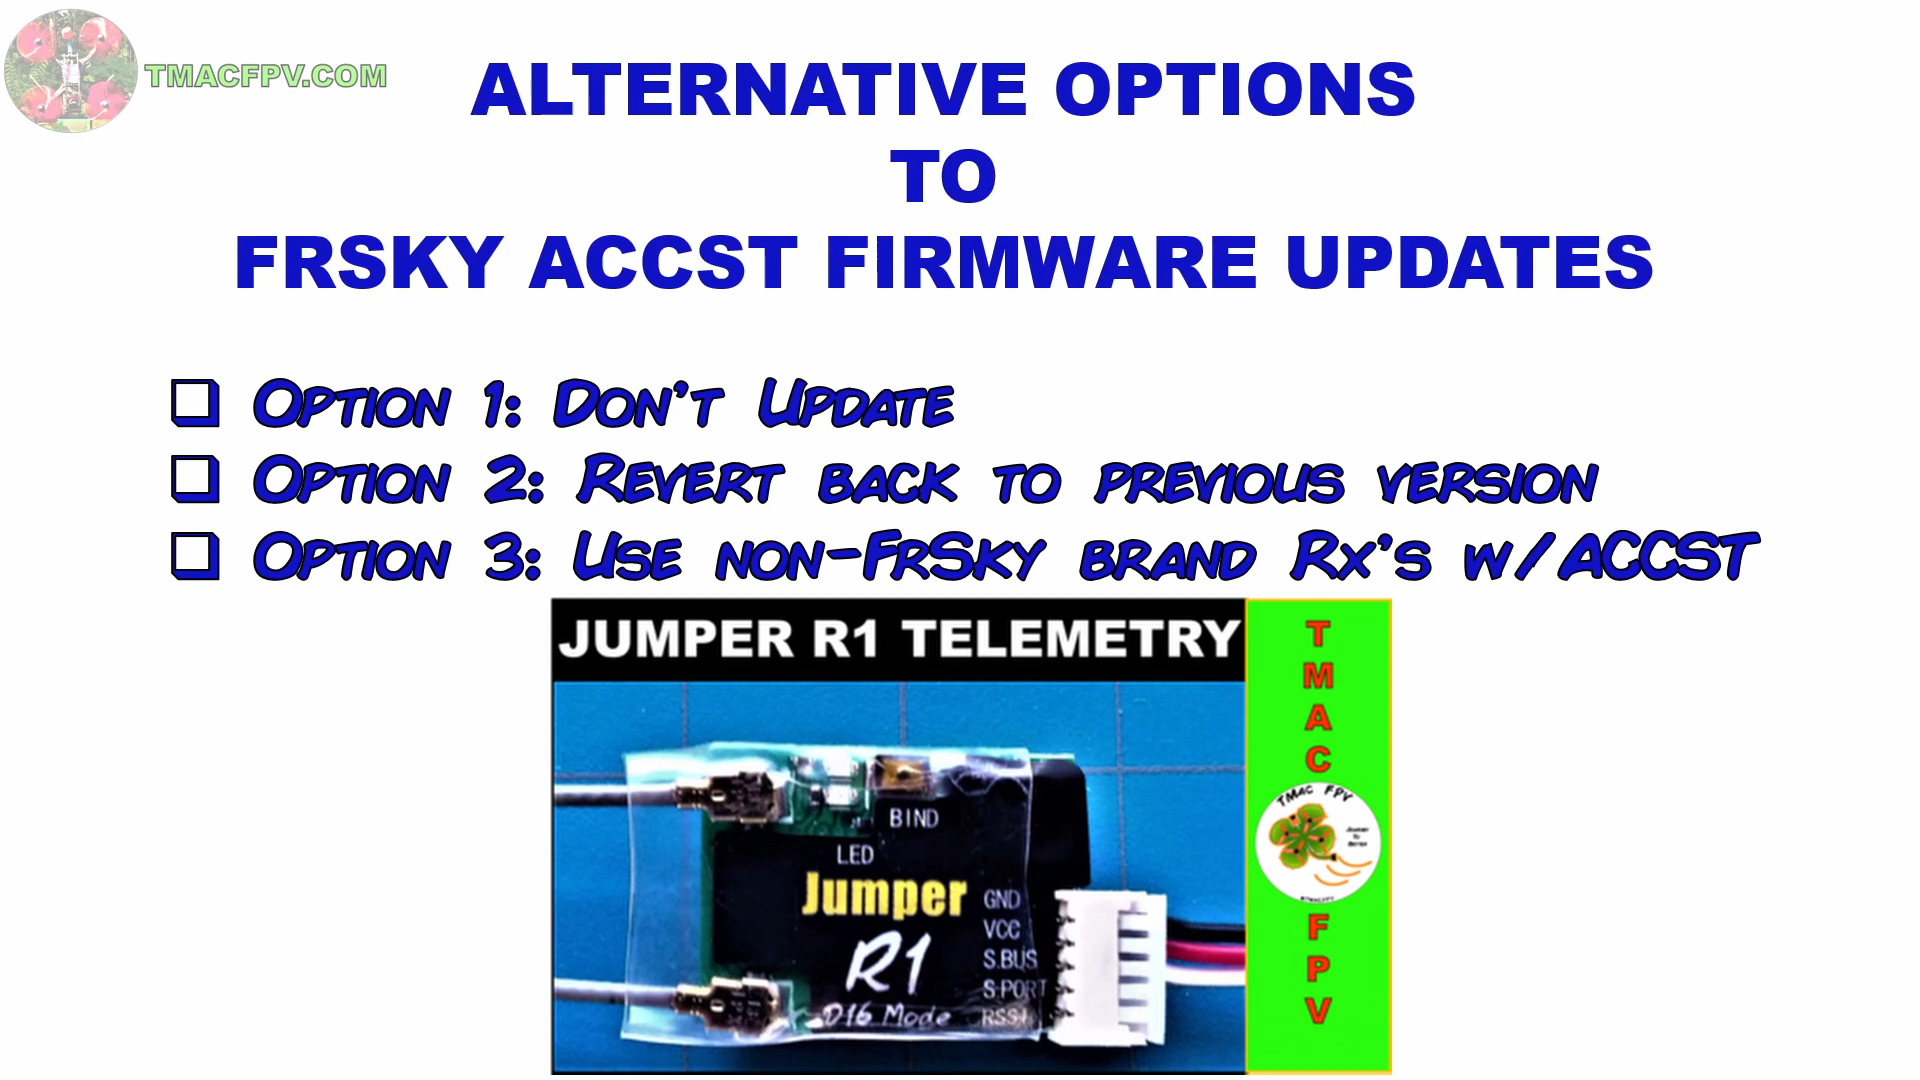 TMACFPV.COM
ALTERNATIVE OPTIONS
TO
FRSKY ACCST FIRMWARE UPDATES
Option 1: Don't Update
Option 2: Revert back to previous version
Option 3: Use non-FrSky brand Rx's w/ACCST
JUMPER R1 TELEMETRY
BIND
LED
Jumper
R1
D16 Mode
GND
VCC
S.BUS
S.PORT
RSSI
T
M
A
C
TMAC FPV
F
P
V